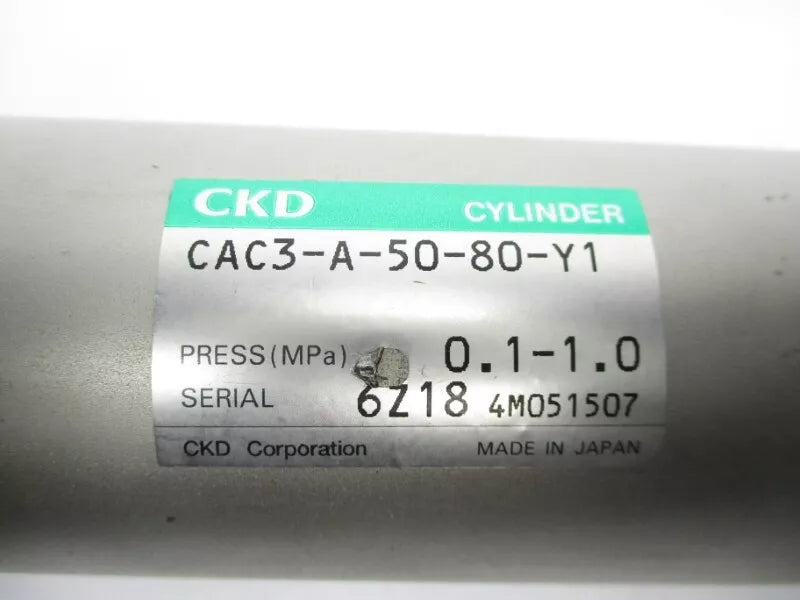 CKD CYLINDER
CAC3-A-50-80-Y1
PRESS(MPa) 0.1-1.0
SERIAL 6Z18 4M051507
CKD Corporation MADE IN JAPAN